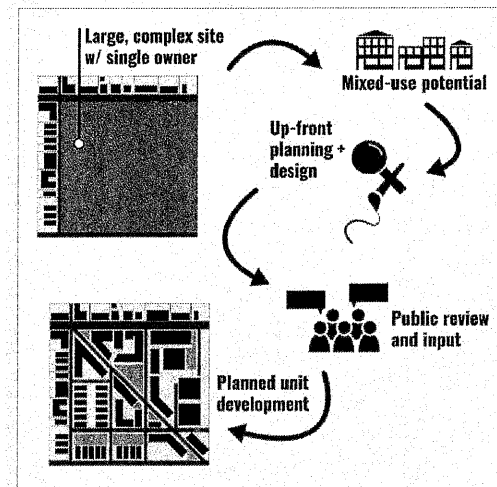 Large, complex site
w/ single owner
Mixed-use potential
Up-front
planning +
design
Public review
and input
Planned unit
development